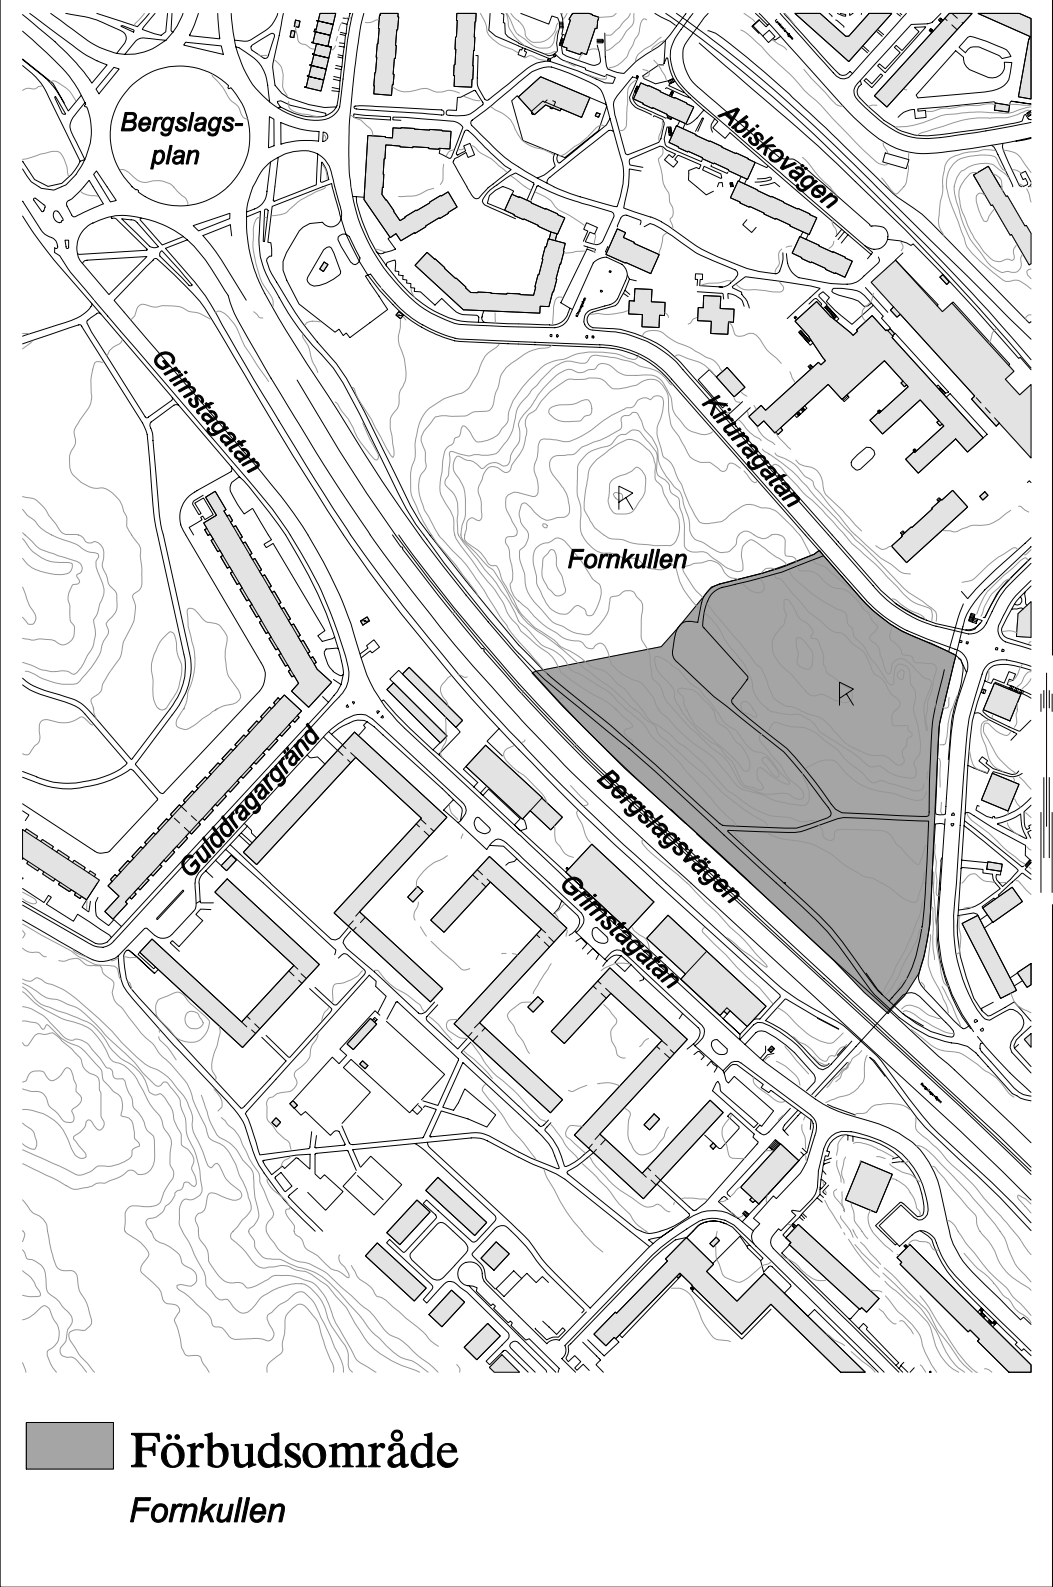 Bergslags-
plan
Abiskovägen
Grimstagatan
Kirunagatan
Fornkullen
Gulddragargränd
Bergslagsvägen
Grimstagatan
Förbudsområde
Fornkullen